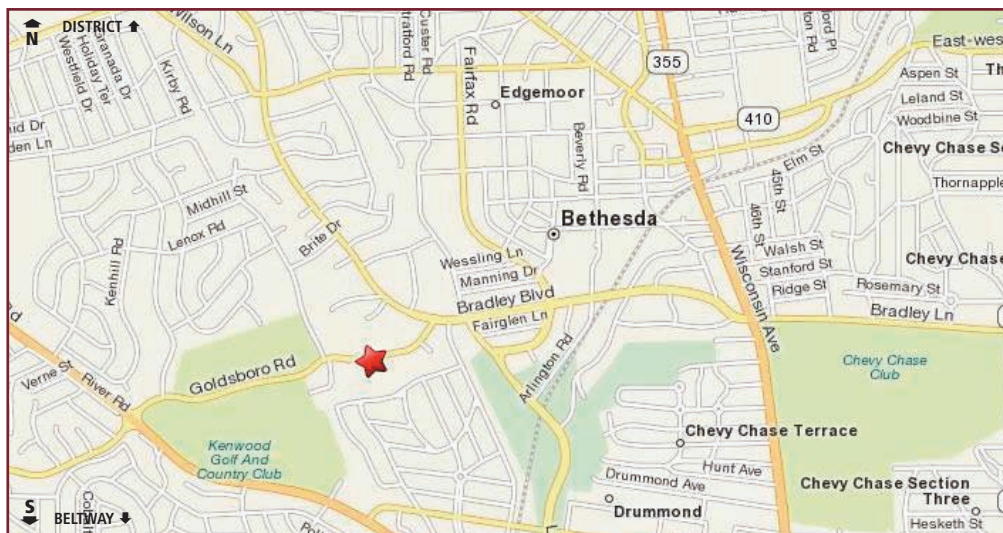 N
DISTRICT
Wilson Ln
Granada Dr
Holiday Ter
Westfield Dr
Kirby Rd
Stratford Rd
Custer Rd
Fairfax Rd
Edgemoor
355
410
East-west
Aspen St
Leland St
Woodbine St
Elm St
Beverly Rd
45th St
46th St
Thornapple
Midhill St
Lenox Rd
Kenhill Rd
Brite Dr
Bethesda
Wessling Ln
Manning Dr
Bradley Blvd
Fairglen Ln
Walsh St
Stanford St
Ridge St
Rosemary St
Bradley Ln
Wisconsin Ave
Arlington Rd
Goldsboro Rd
Verne St
River Rd
Kenwood
Golf And
Country Club
Chevy Chase
Club
Chevy Chase Terrace
Hunt Ave
Drummond Ave
Drummond
Chevy Chase Section
Three
Hesketh St
S
BELTWAY